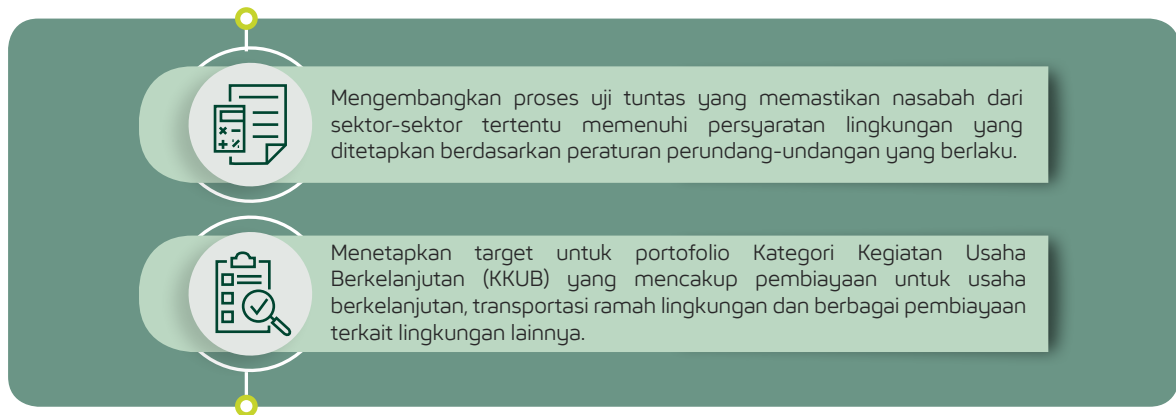 Mengembangkan proses uji tuntas yang memastikan nasabah dari
sektor-sektor tertentu memenuhi persyaratan lingkungan yang
ditetapkan berdasarkan peraturan perundang-undangan yang berlaku.
Menetapkan target untuk portofolio Kategori Kegiatan Usaha
Berkelanjutan (KKUB) yang mencakup pembiayaan untuk usaha
berkelanjutan, transportasi ramah lingkungan dan berbagai pembiayaan
terkait lingkungan lainnya.